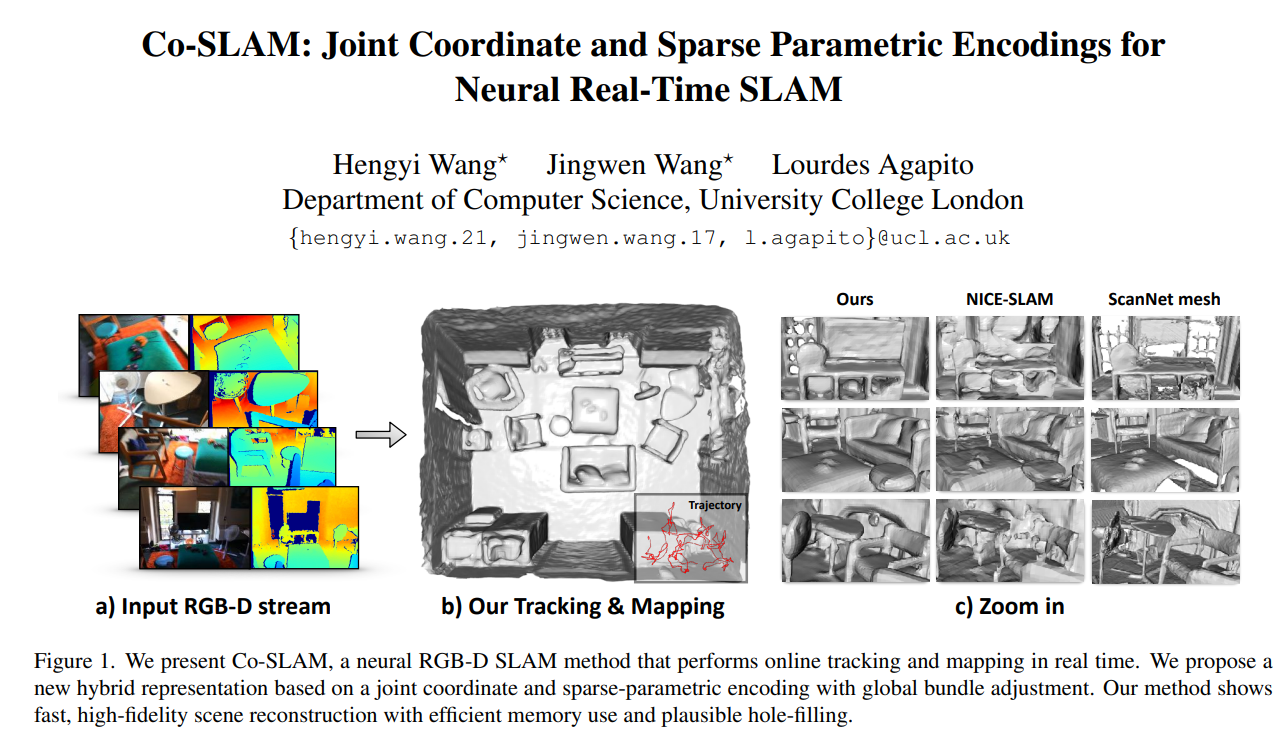 Co-SLAM: Joint Coordinate and Sparse Parametric Encodings for
Neural Real-Time SLAM
Hengyi Wang⋆ Jingwen Wang⋆ Lourdes Agapito
Department of Computer Science, University College London
{hengyi.wang.21, jingwen.wang.17, l.agapito}@ucl.ac.uk
Ours NICE-SLAM ScanNet mesh
Trajectory
a) Input RGB-D stream b) Our Tracking & Mapping c) Zoom in
Figure 1. We present Co-SLAM, a neural RGB-D SLAM method that performs online tracking and mapping in real time. We propose a
new hybrid representation based on a joint coordinate and sparse-parametric encoding with global bundle adjustment. Our method shows
fast, high-fidelity scene reconstruction with efficient memory use and plausible hole-filling.